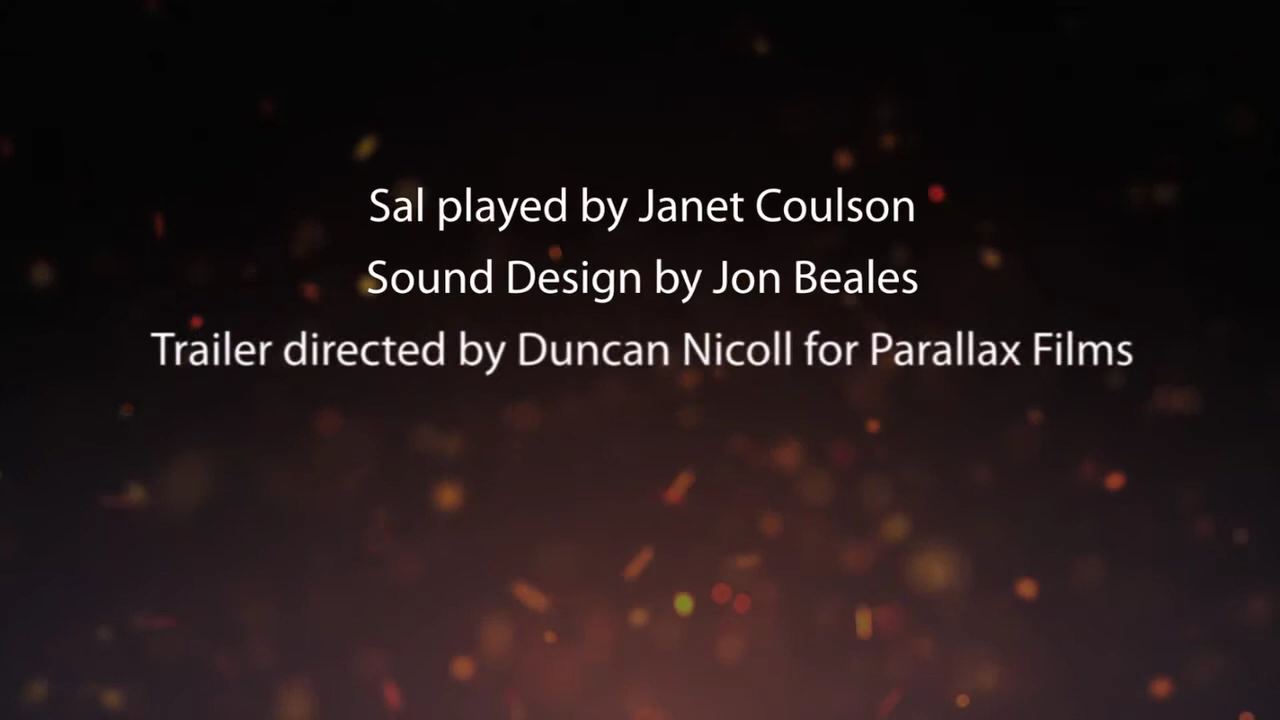 Sal played by Janet Coulson
Sound Design by Jon Beales
Trailer directed by Duncan Nicoll for Parallax Films